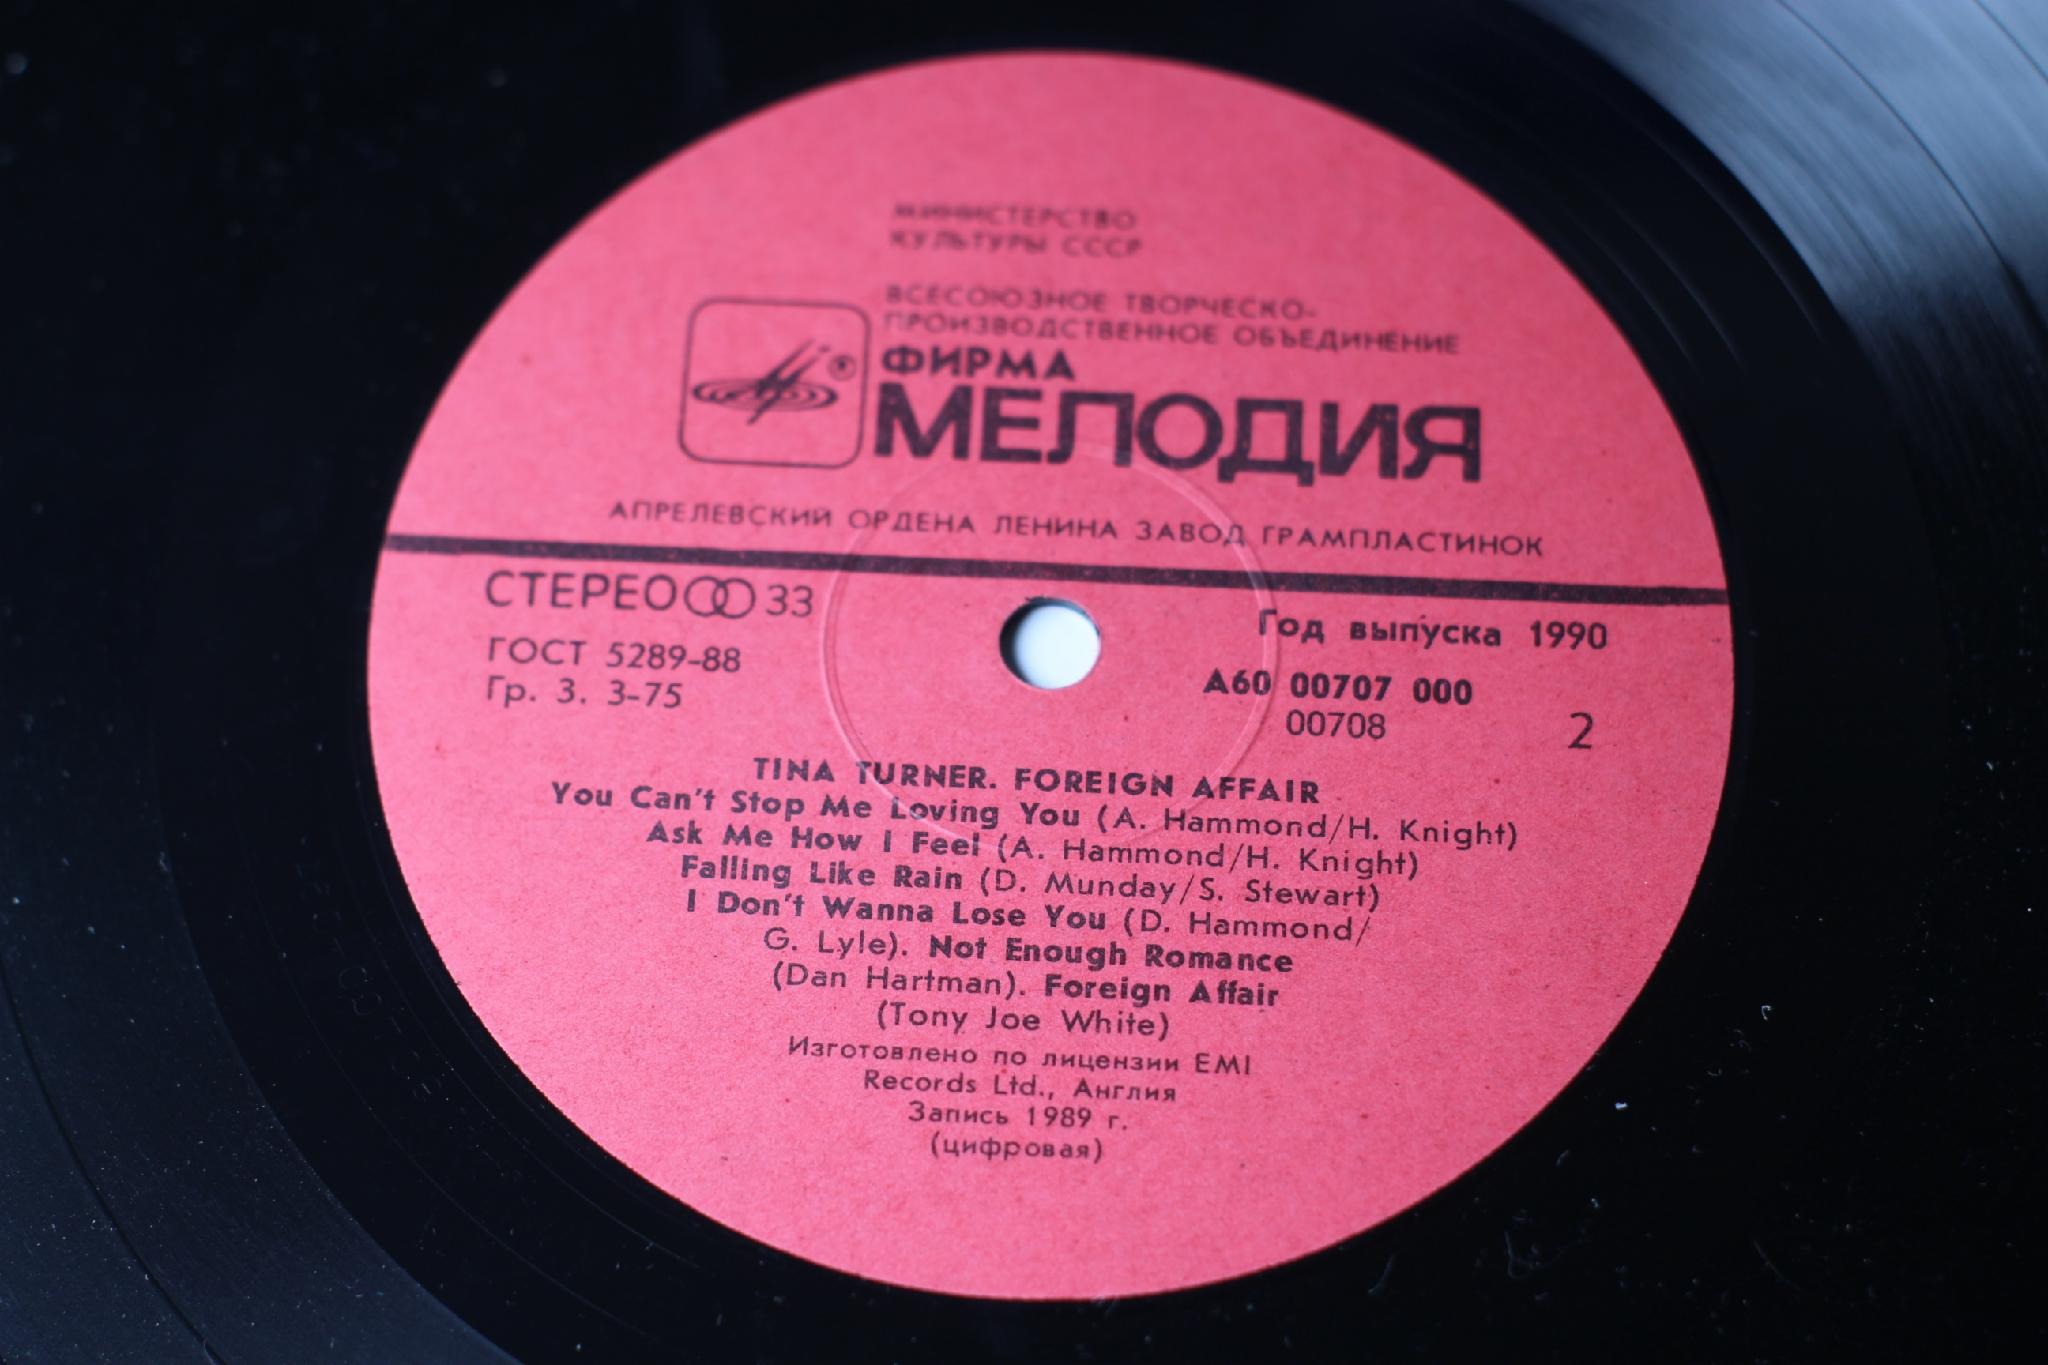 МИНИСТЕРСТВО
КУЛЬТУРЫ СССР
ВСЕСОЮЗНОЕ ТВОРЧЕСКО-
ПРОИЗВОДСТВЕННОЕ ОБЪЕДИНЕНИЕ
ФИРМА
МЕЛОДИЯ
®
АПРЕЛЕВСКИЙ ОРДЕНА ЛЕНИНА ЗАВОД ГРАМПЛАСТИНОК
СТЕРЕО 33
ГОСТ 5289-88
Гр. 3. 3-75
Год выпуска 1990
А60 00707 000
00708
2
TINA TURNER. FOREIGN AFFAIR
You Can't Stop Me Loving You (A. Hammond/H. Knight)
Ask Me How I Feel (A. Hammond/H. Knight)
Falling Like Rain (D. Munday/S. Stewart)
I Don't Wanna Lose You (D. Hammond/
G. Lyle). Not Enough Romance
(Dan Hartman). Foreign Affair
(Tony Joe White)
Изготовлено по лицензии EMI
Records Ltd., Англия
Запись 1989 г.
(цифровая)